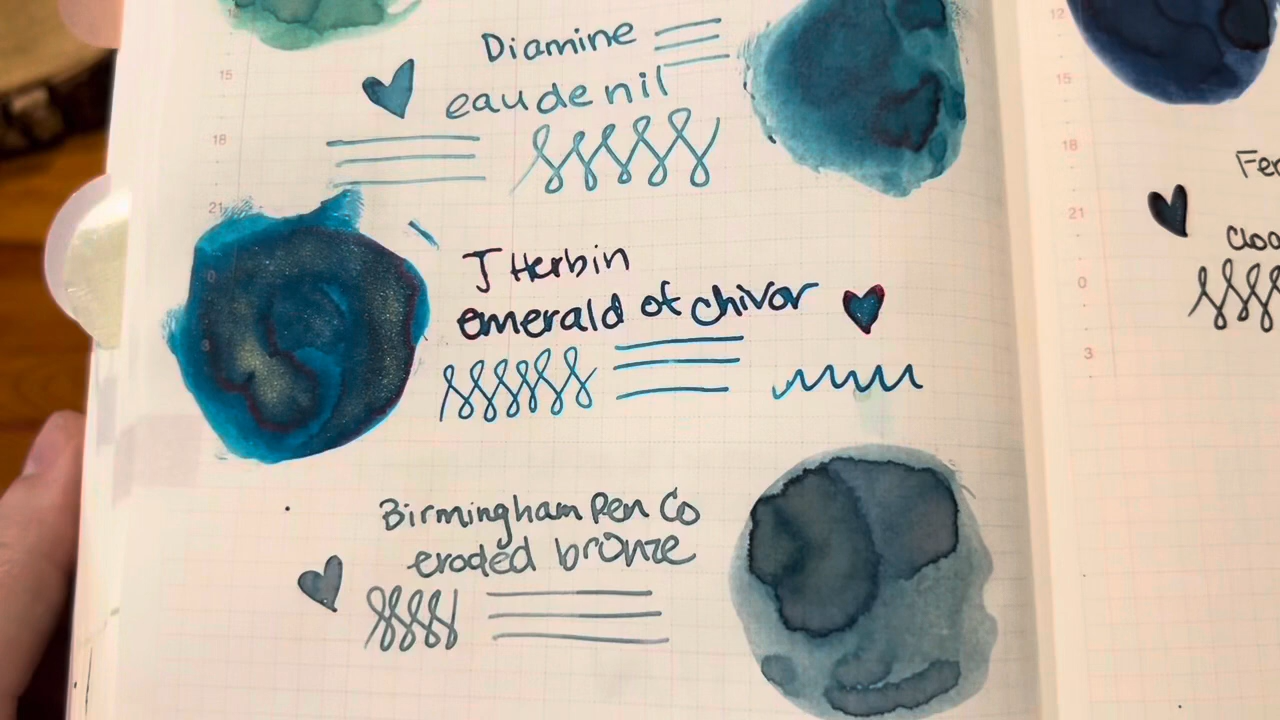 12
15
18
21
0
3
Diamine
eau de nil
15
18
21
0
3
J Herbin
emerald of chivor
Birmingham Pen Co
eroded bronze